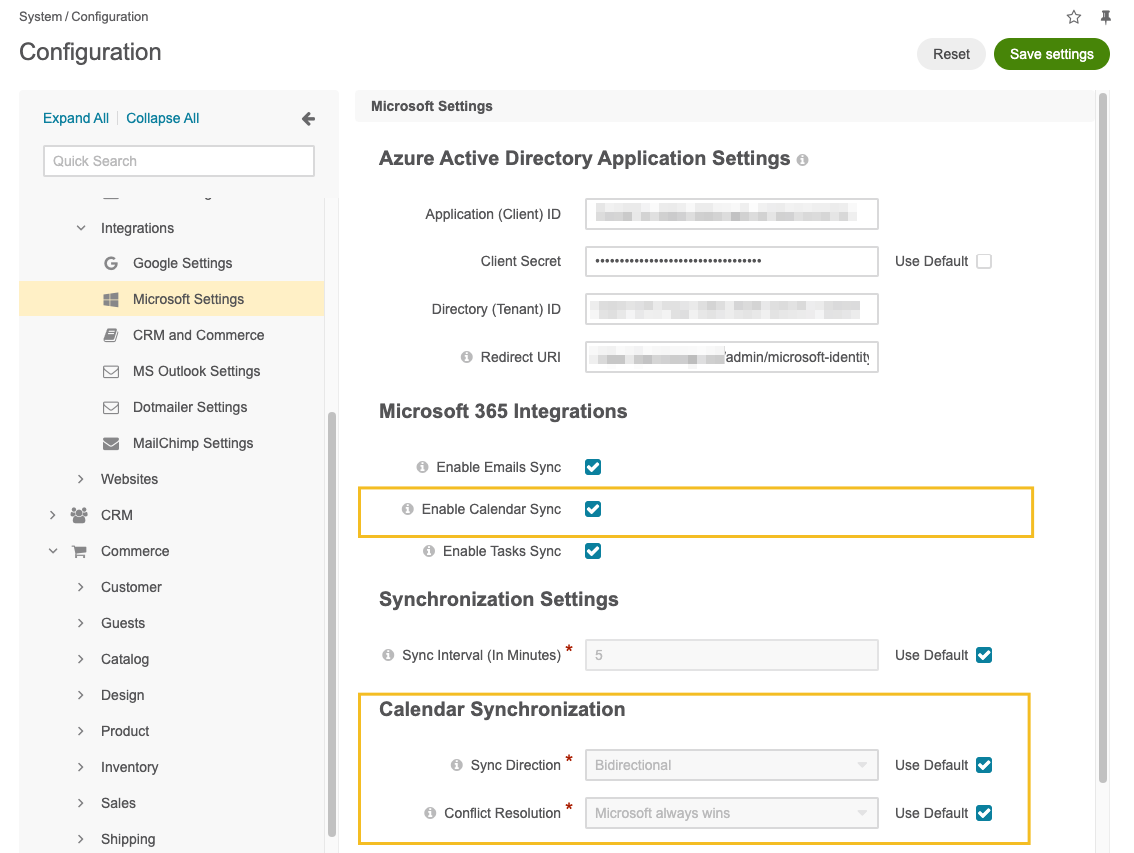 System / Configuration
Configuration
Reset
Save settings
Expand All
Collapse All
Quick Search
Integrations
Google Settings
Microsoft Settings
CRM and Commerce
MS Outlook Settings
Dotmailer Settings
MailChimp Settings
Websites
CRM
Commerce
Customer
Guests
Catalog
Design
Product
Inventory
Sales
Shipping
Microsoft Settings
Azure Active Directory Application Settings
Application (Client) ID
Client Secret •••••••••••••••••••••••••••••••••• Use Default
Directory (Tenant) ID
Redirect URI /admin/microsoft-identity
Microsoft 365 Integrations
Enable Emails Sync
Enable Calendar Sync
Enable Tasks Sync
Synchronization Settings
Sync Interval (In Minutes) * 5 Use Default
Calendar Synchronization
Sync Direction * Bidirectional Use Default
Conflict Resolution * Microsoft always wins Use Default